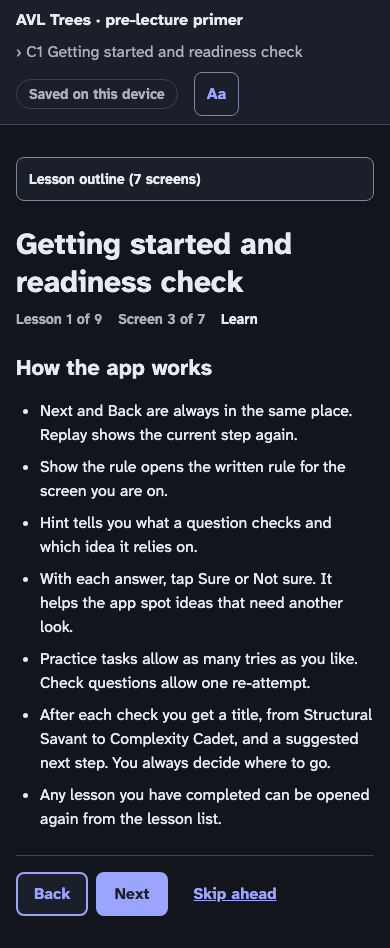 AVL Trees · pre-lecture primer
› C1 Getting started and readiness check
Saved on this device
Aa
Lesson outline (7 screens)
Getting started and
readiness check
Lesson 1 of 9 Screen 3 of 7 Learn
How the app works
• Next and Back are always in the same place.
Replay shows the current step again.
• Show the rule opens the written rule for the
screen you are on.
• Hint tells you what a question checks and
which idea it relies on.
• With each answer, tap Sure or Not sure. It
helps the app spot ideas that need another
look.
• Practice tasks allow as many tries as you like.
Check questions allow one re-attempt.
• After each check you get a title, from Structural
Savant to Complexity Cadet, and a suggested
next step. You always decide where to go.
• Any lesson you have completed can be opened
again from the lesson list.
Back
Next
Skip ahead